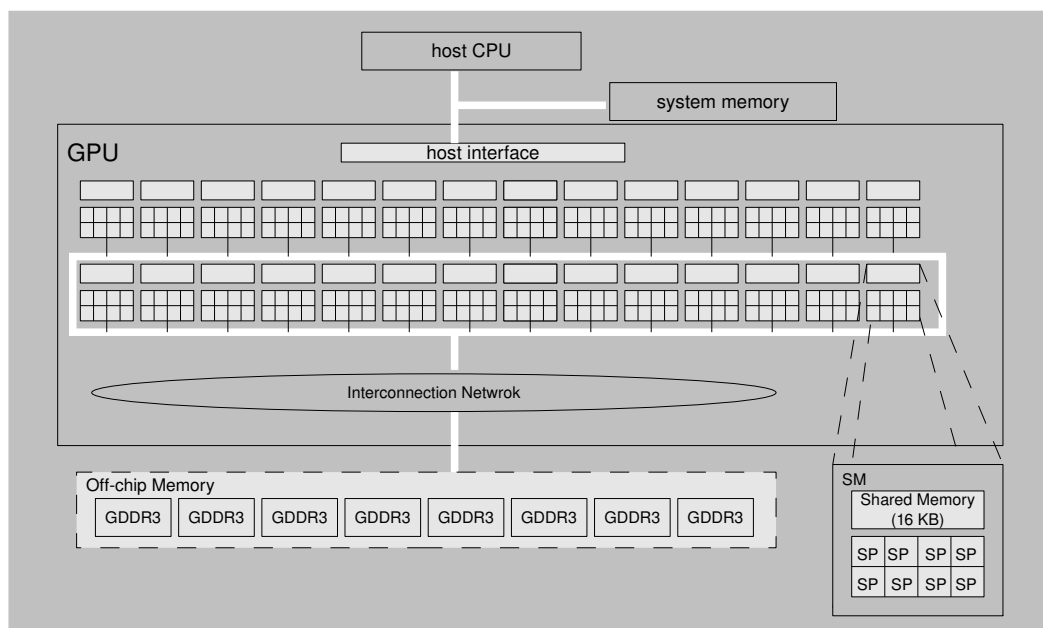 host CPU
system memory
GPU
host interface
Interconnection Netwrok
Off-chip Memory
GDDR3 GDDR3 GDDR3 GDDR3 GDDR3 GDDR3 GDDR3 GDDR3
SM
Shared Memory
(16 KB)
SP SP SP SP
SP SP SP SP